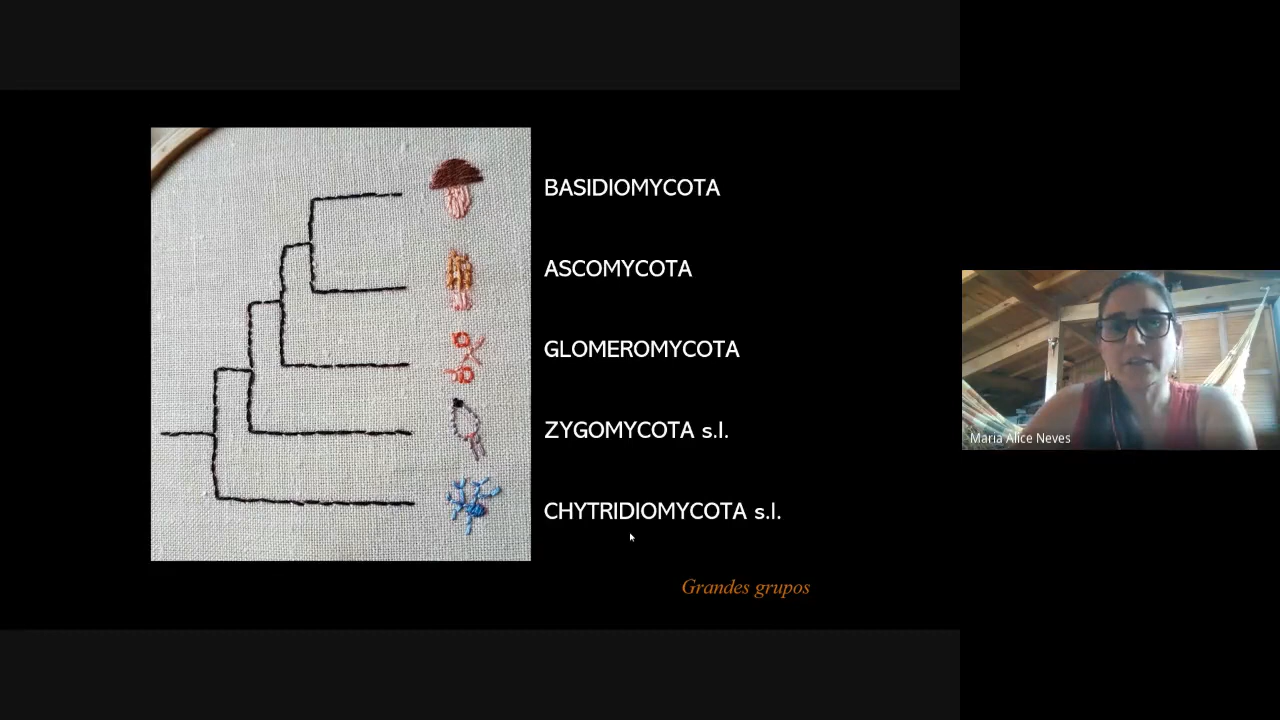 BASIDIOMYCOTA
ASCOMYCOTA
GLOMEROMYCOTA
ZYGOMYCOTA s.l.
CHYTRIDIOMYCOTA s.l.
Grandes grupos
Maria Alice Neves